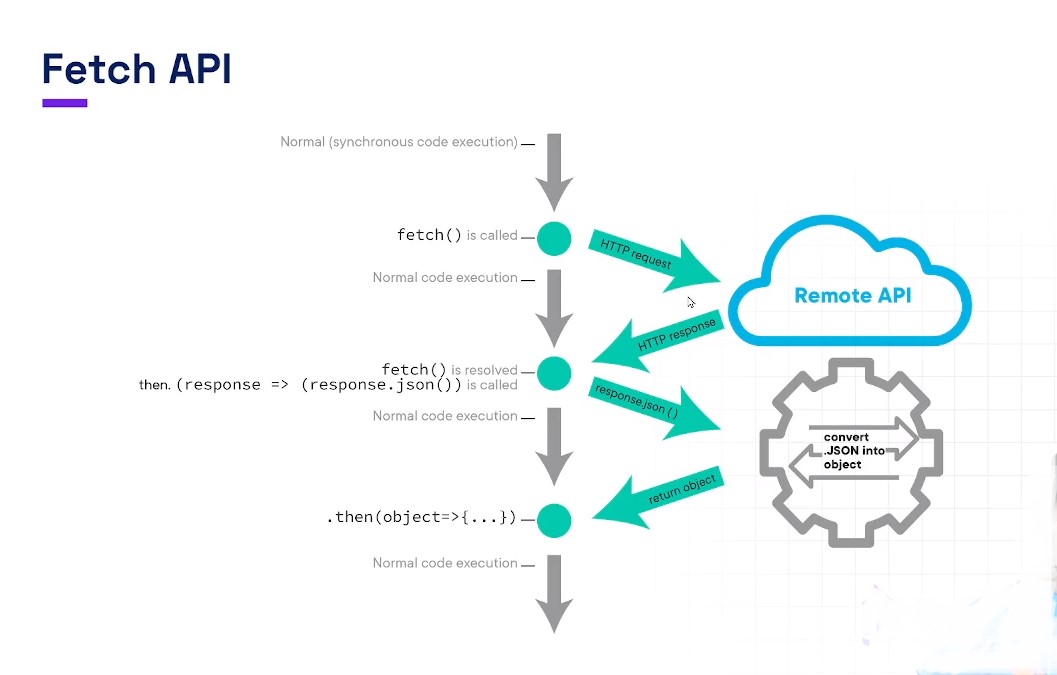 Fetch API
Normal (synchronous code execution)
fetch() is called
HTTP request
Normal code execution
Remote API
HTTP response
fetch() is resolved
then. (response => (response.json()) is called
response.json ( )
Normal code execution
convert
.JSON into
object
return object
.then(object=>{...})
Normal code execution